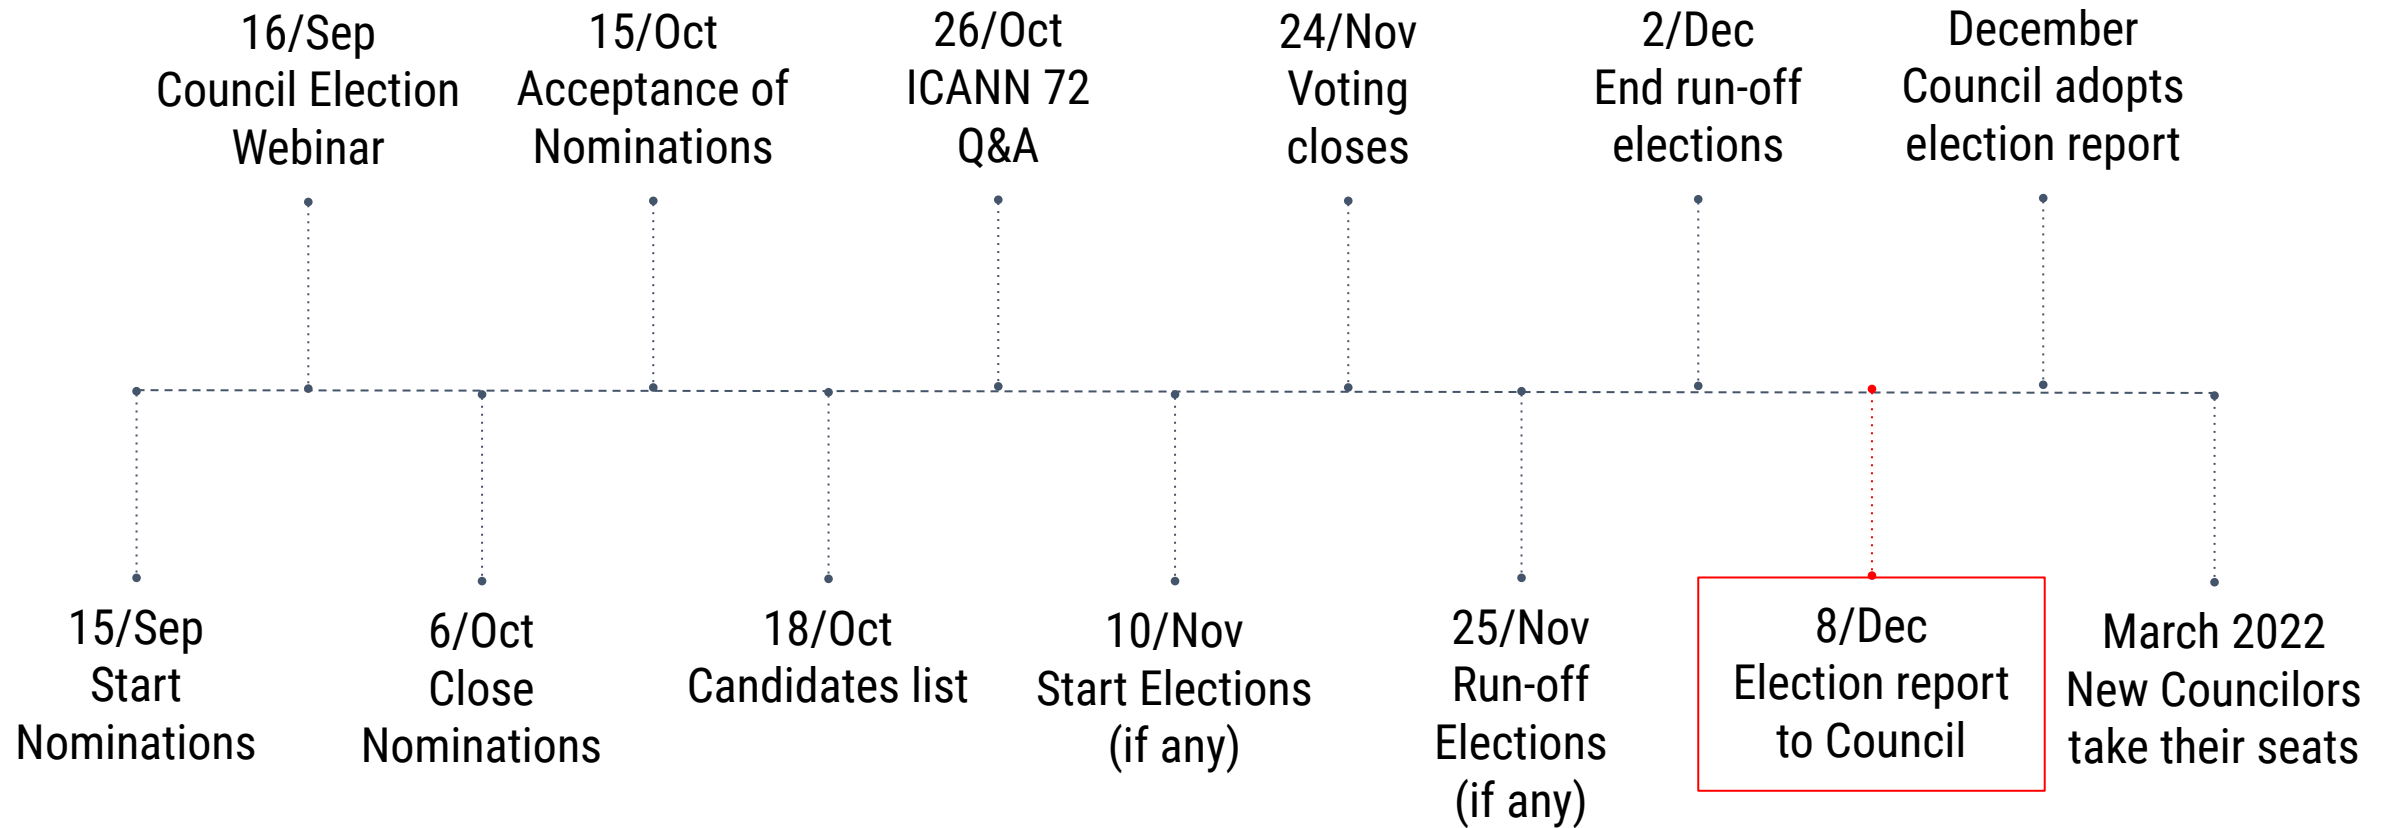 16/Sep
Council Election
Webinar
15/Oct
Acceptance of
Nominations
26/Oct
ICANN 72
Q&A
24/Nov
Voting
closes
2/Dec
End run-off
elections
December
Council adopts
election report
15/Sep
Start
Nominations
6/Oct
Close
Nominations
18/Oct
Candidates list
10/Nov
Start Elections
(if any)
25/Nov
Run-off
Elections
(if any)
8/Dec
Election report
to Council
March 2022
New Councilors
take their seats